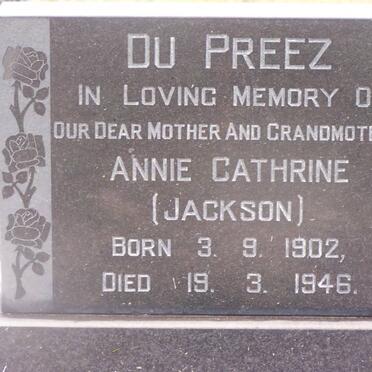 DU PREEZ
IN LOVING MEMORY O
OUR DEAR MOTHER AND GRANDMOTE
ANNIE CATHRINE
(JACKSON)
BORN 3. 9. 1902,
DIED 19. 3. 1946.